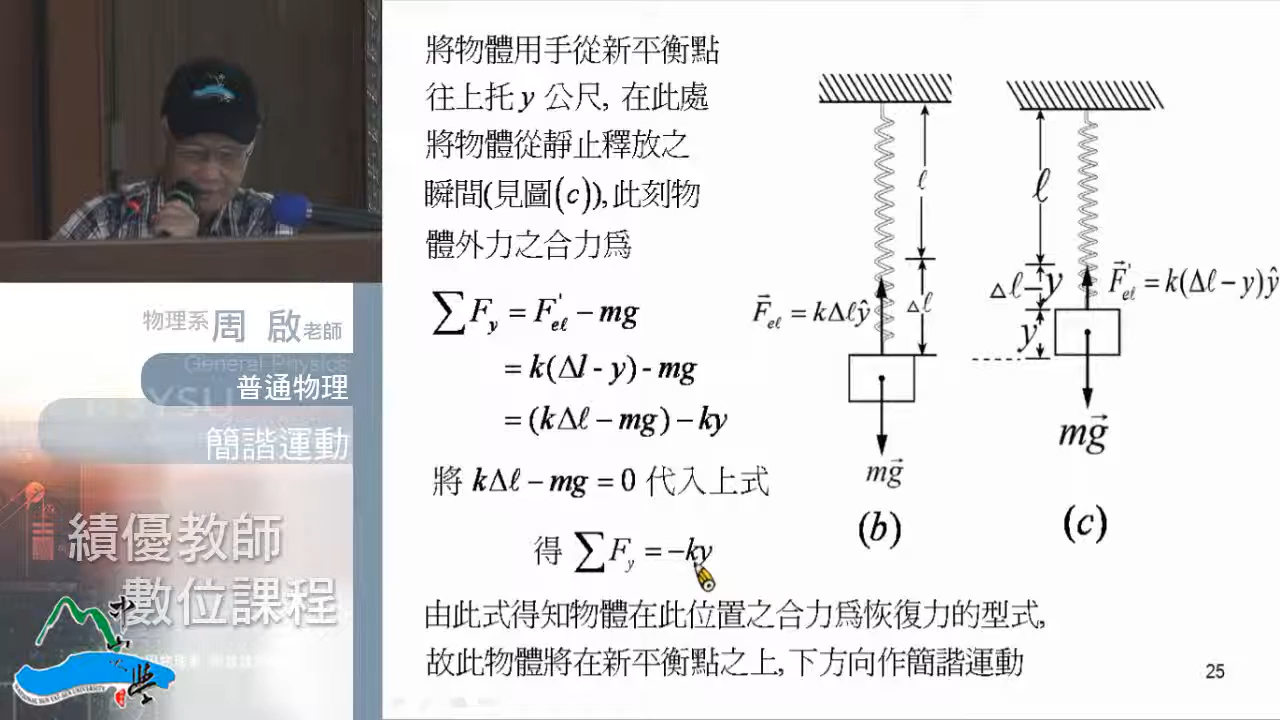 將物體用手從新平衡點
往上托 y 公尺, 在此處
將物體從靜止釋放之
瞬間(見圖(c)), 此刻物
體外力之合力為
∑F_y = F'_eℓ − mg
= k(Δl - y) - mg
= (kΔℓ − mg) − ky
將 kΔℓ − mg = 0 代入上式
得 ∑F_y = −ky
由此式得知物體在此位置之合力為恢復力的型式,
故此物體將在新平衡點之上,下方向作簡諧運動
ℓ
Δℓ
F⃗_eℓ = kΔℓŷ
mg⃗
(b)
ℓ
Δℓ−y
y
F⃗'_eℓ = k(Δℓ−y)ŷ
mg⃗
(c)
25
物理系 周 啟 老師
General Physics
普通物理
NSYSU
簡諧運動
績優教師
數位課程